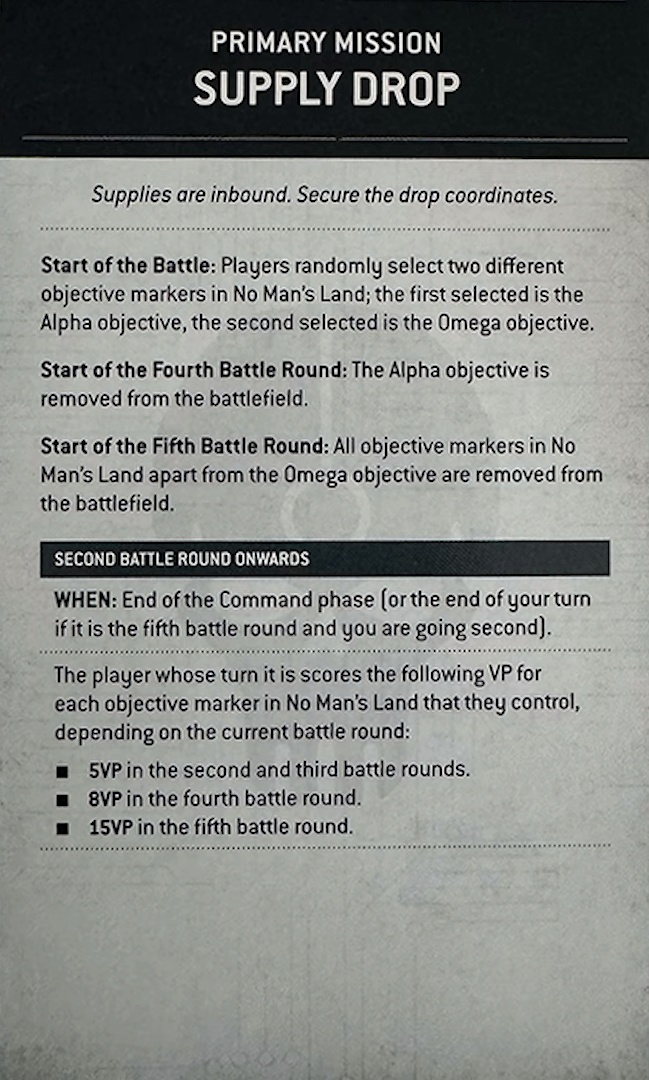 PRIMARY MISSION
SUPPLY DROP
Supplies are inbound. Secure the drop coordinates.
Start of the Battle: Players randomly select two different
objective markers in No Man's Land; the first selected is the
Alpha objective, the second selected is the Omega objective.
Start of the Fourth Battle Round: The Alpha objective is
removed from the battlefield.
Start of the Fifth Battle Round: All objective markers in No
Man's Land apart from the Omega objective are removed from
the battlefield.
SECOND BATTLE ROUND ONWARDS
WHEN: End of the Command phase (or the end of your turn
if it is the fifth battle round and you are going second).
The player whose turn it is scores the following VP for
each objective marker in No Man's Land that they control,
depending on the current battle round:
■ 5VP in the second and third battle rounds.
■ 8VP in the fourth battle round.
■ 15VP in the fifth battle round.